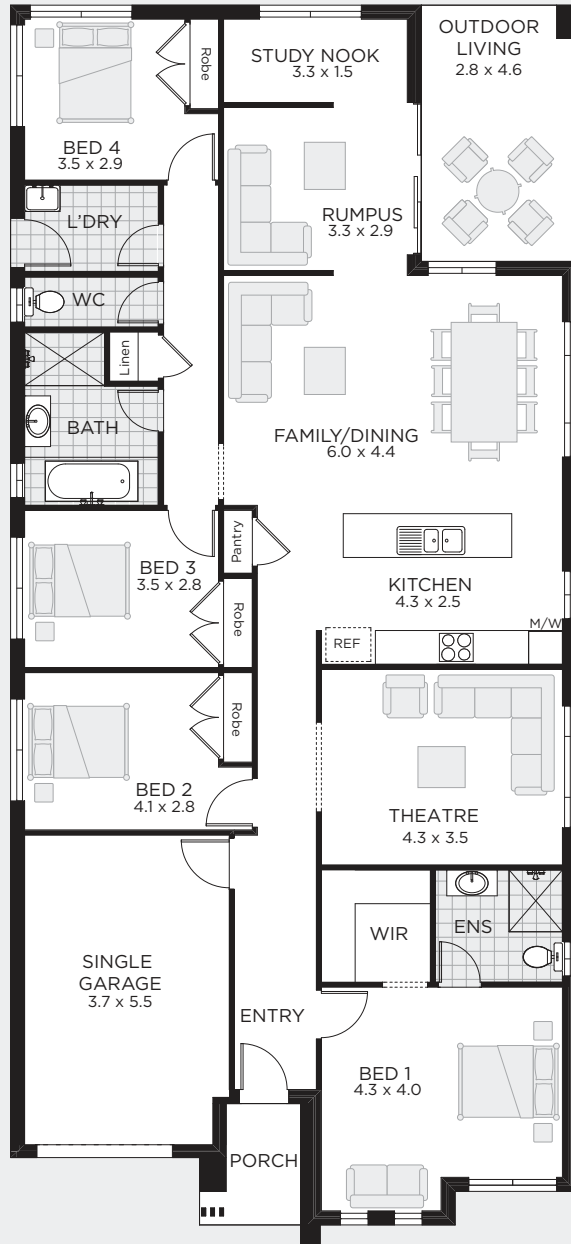 Robe
STUDY NOOK
3.3 x 1.5
OUTDOOR
LIVING
2.8 x 4.6
BED 4
3.5 x 2.9
L'DRY
RUMPUS
3.3 x 2.9
WC
Linen
BATH
FAMILY/DINING
6.0 x 4.4
Pantry
BED 3
3.5 x 2.8
Robe
KITCHEN
4.3 x 2.5
M/W
REF
Robe
BED 2
4.1 x 2.8
THEATRE
4.3 x 3.5
WIR
ENS
SINGLE
GARAGE
3.7 x 5.5
ENTRY
BED 1
4.3 x 4.0
PORCH